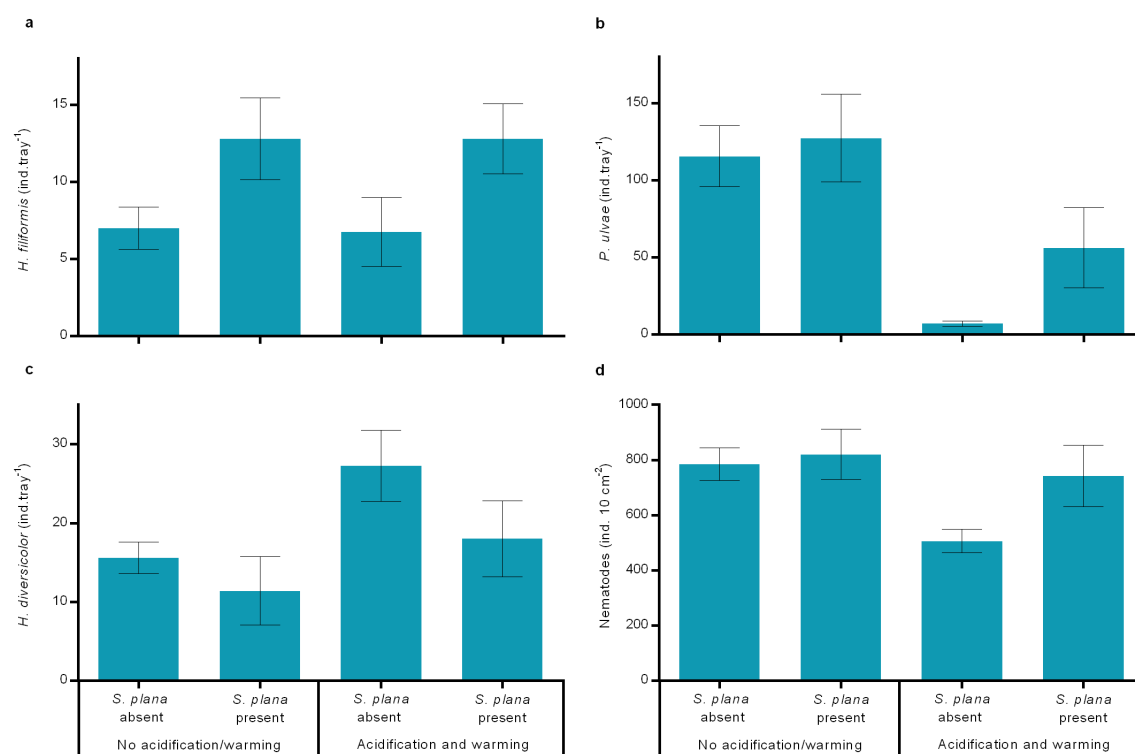 a
H. filiformis (ind.tray-1)
15
10
5
0
b
P. ulvae (ind.tray-1)
150
100
50
0
c
H. diversicolor (ind.tray-1)
30
20
10
0
S. plana
absent
S. plana
present
S. plana
absent
S. plana
present
No acidification/warming
Acidification and warming
d
Nematodes (ind. 10 cm-2)
1000
800
600
400
200
0
S. plana
absent
S. plana
present
S. plana
absent
S. plana
present
No acidification/warming
Acidification and warming